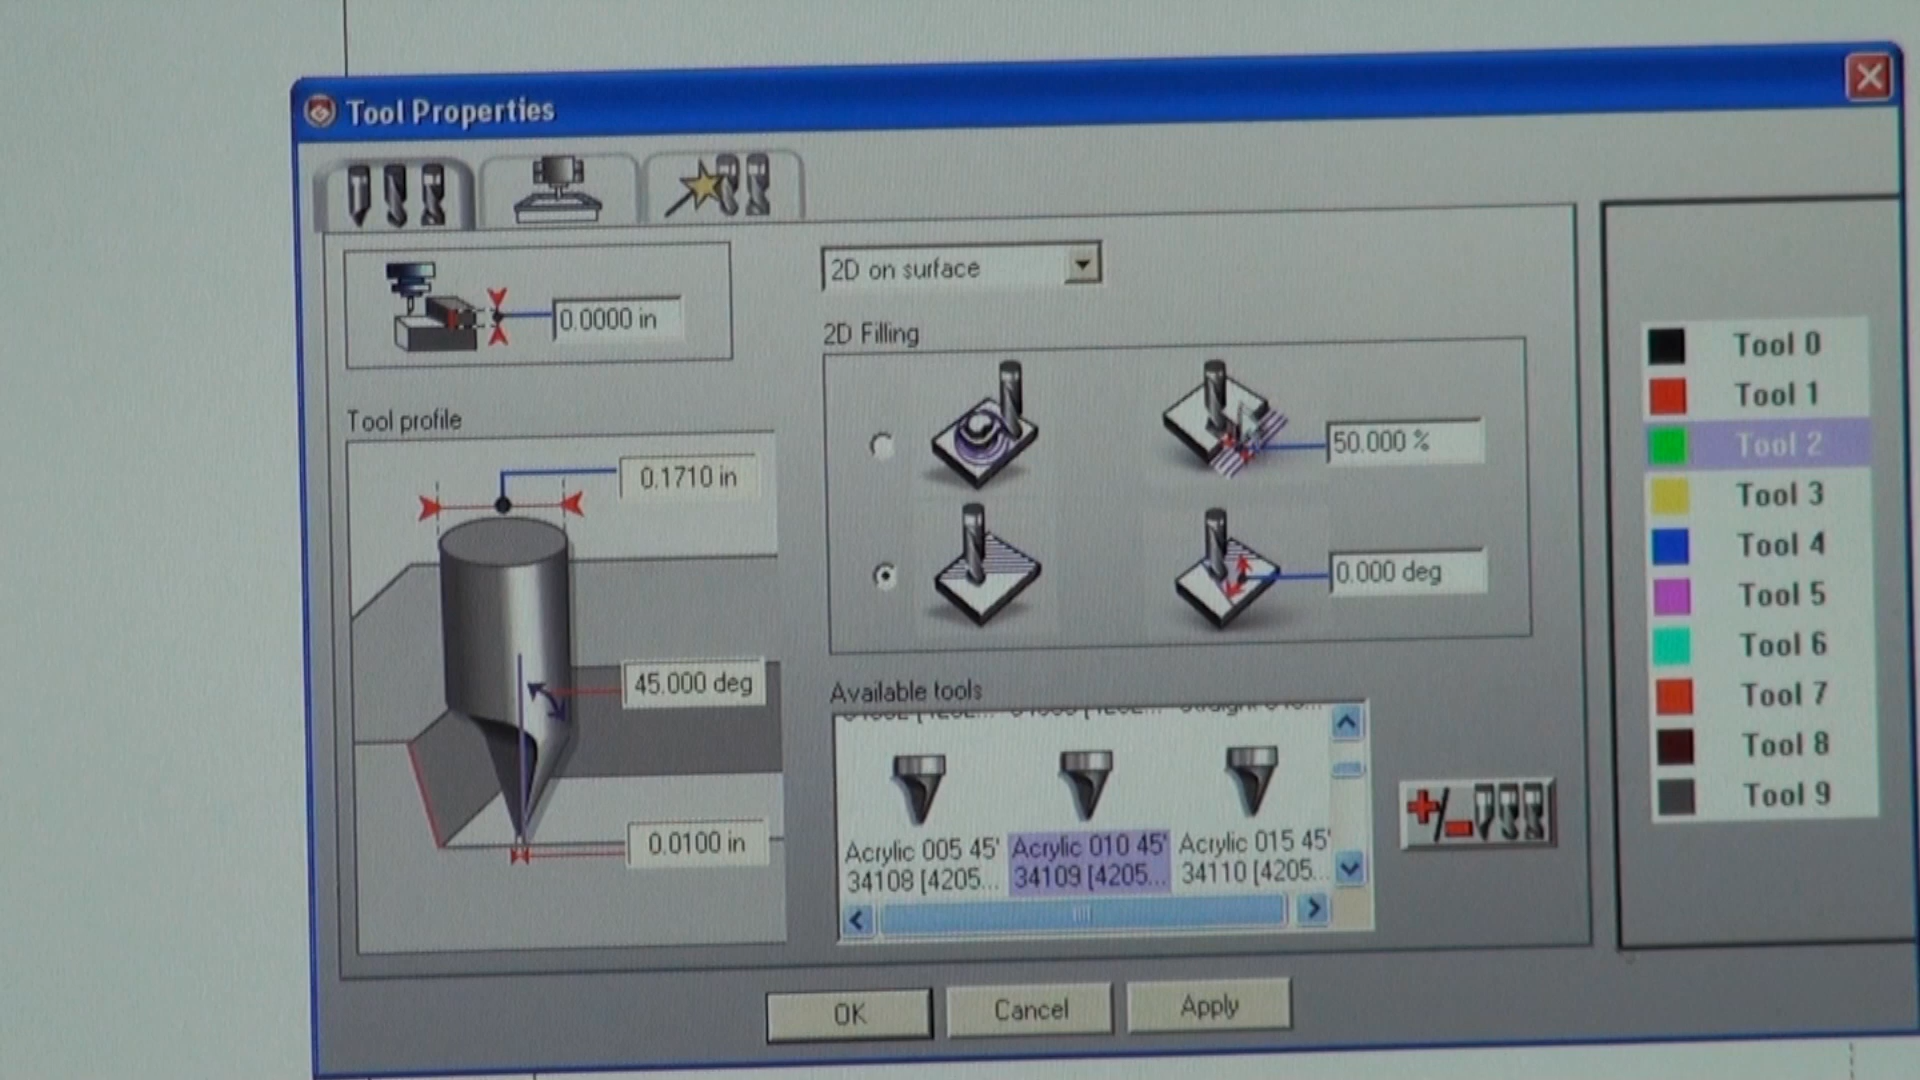 Tool Properties
0.0000 in
2D on surface
2D Filling
50.000 %
0.000 deg
Tool profile
0.1710 in
45.000 deg
0.0100 in
Available tools
Acrylic 005 45'
34108 [4205...
Acrylic 010 45'
34109 [4205...
Acrylic 015 45'
34110 [4205...
Tool 0
Tool 1
Tool 2
Tool 3
Tool 4
Tool 5
Tool 6
Tool 7
Tool 8
Tool 9
OK
Cancel
Apply